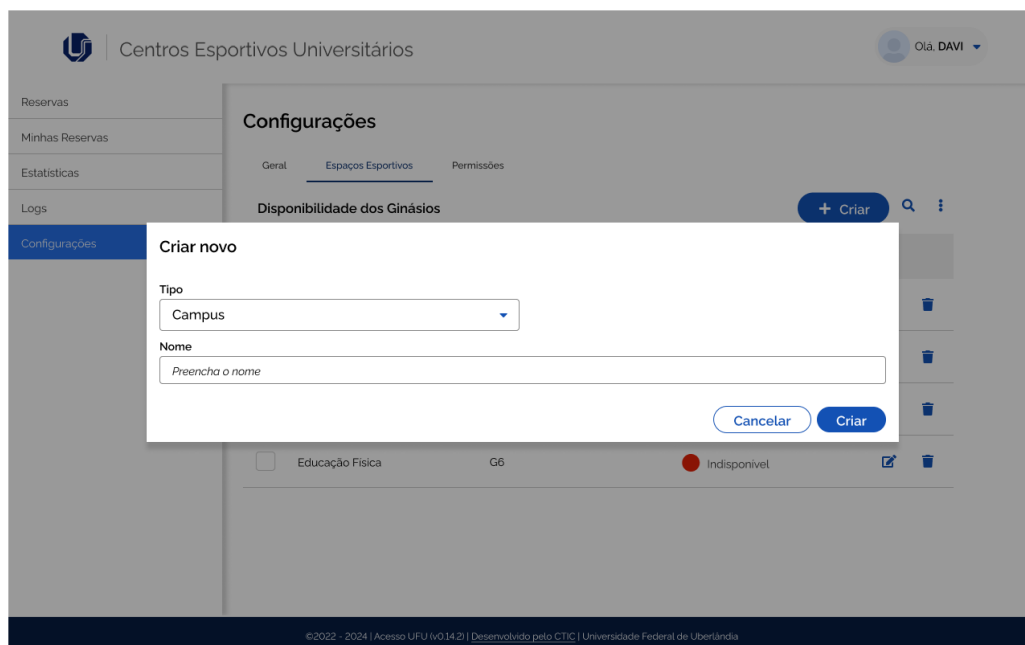 Centros Esportivos Universitários
Olá, DAVI
Reservas
Minhas Reservas
Estatísticas
Logs
Configurações
Configurações
Geral Espaços Esportivos Permissões
Disponibilidade dos Ginásios
+ Criar
Criar novo
Tipo
Campus
Nome
Preencha o nome
Cancelar Criar
Educação Física G6 Indisponível
©2022 - 2024 | Acesso UFU (v0.14.2) | Desenvolvido pelo CTIC | Universidade Federal de Uberlândia